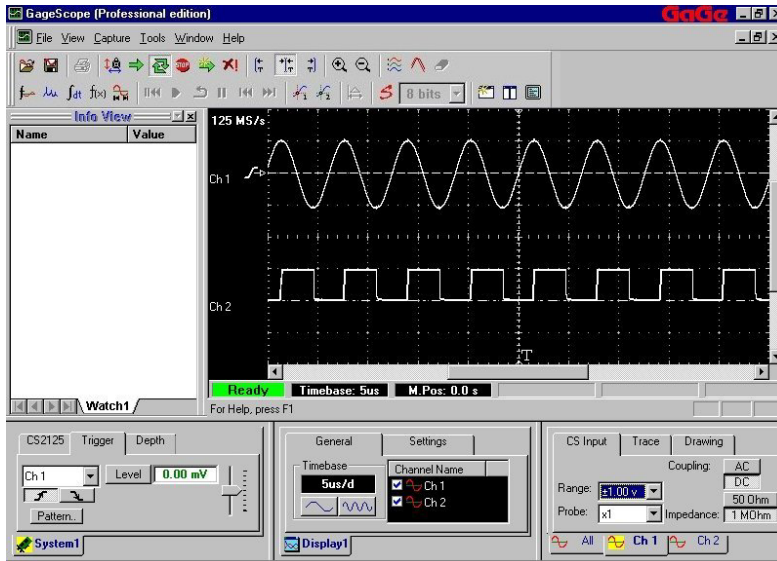 GageScope (Professional edition)
GaGe
File View Capture Tools Window Help
STOP
∫dt f(x)
1 2
8 bits
Info View
Name Value
125 MS/s
Ch 1
Ch 2
T
Ready Timebase: 5us M.Pos: 0.0 s
Watch1
For Help, press F1
CS2125 Trigger Depth
Ch 1 Level 0.00 mV
Pattern..
System1
General Settings
Timebase
5us/d
Channel Name
Ch 1
Ch 2
Display1
CS Input Trace Drawing
Coupling: AC
DC
Range: ±1.00 v
50 Ohm
Probe: x1 Impedance: 1 MOhm
All Ch 1 Ch 2